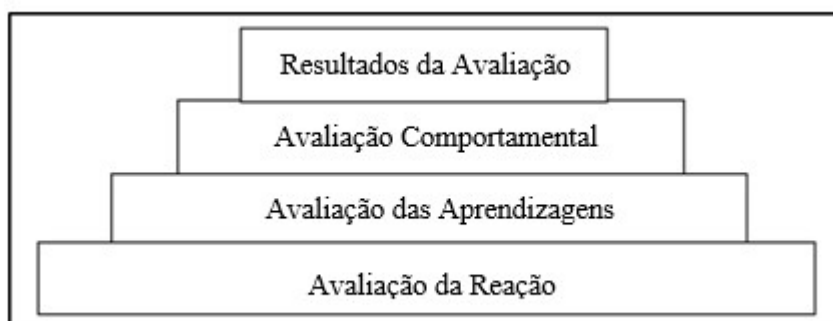 Resultados da Avaliação
Avaliação Comportamental
Avaliação das Aprendizagens
Avaliação da Reação